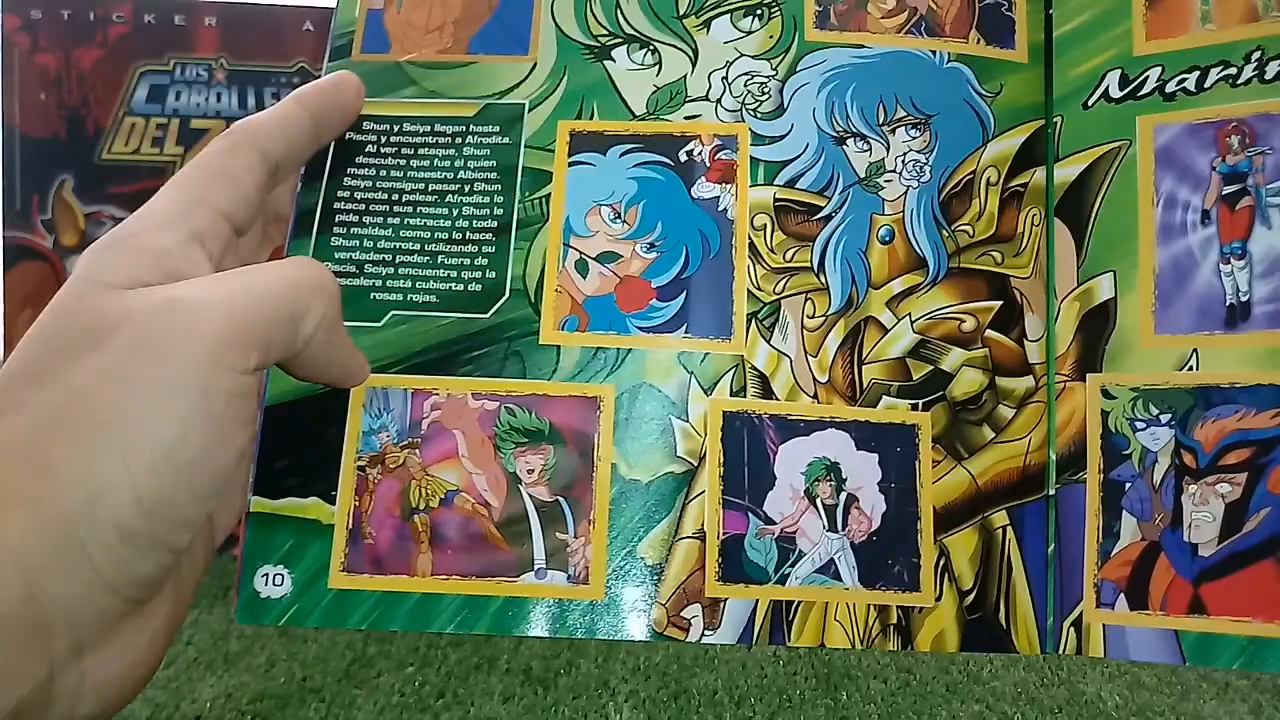 STICKER A
LOS
CABALLE
DEL Z
Shun y Seiya llegan hasta
Piscis y encuentran a Afrodita.
Al ver su ataque, Shun
descubre que fue él quien
mató a su maestro Albione.
Seiya consigue pasar y Shun
se queda a pelear. Afrodita lo
ataca con sus rosas y Shun le
pide que se retracte de toda
su maldad, como no lo hace,
Shun lo derrota utilizando su
verdadero poder. Fuera de
Piscis, Seiya encuentra que la
escalera está cubierta de
rosas rojas.
Marin
10